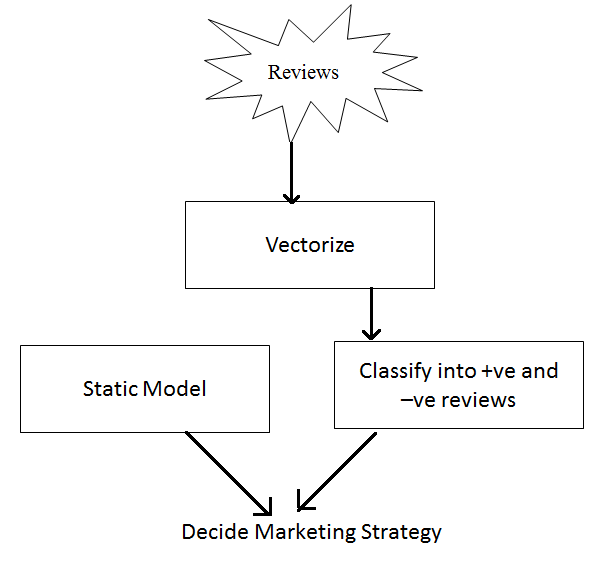 Reviews
Vectorize
Static Model
Classify into +ve and
–ve reviews
Decide Marketing Strategy